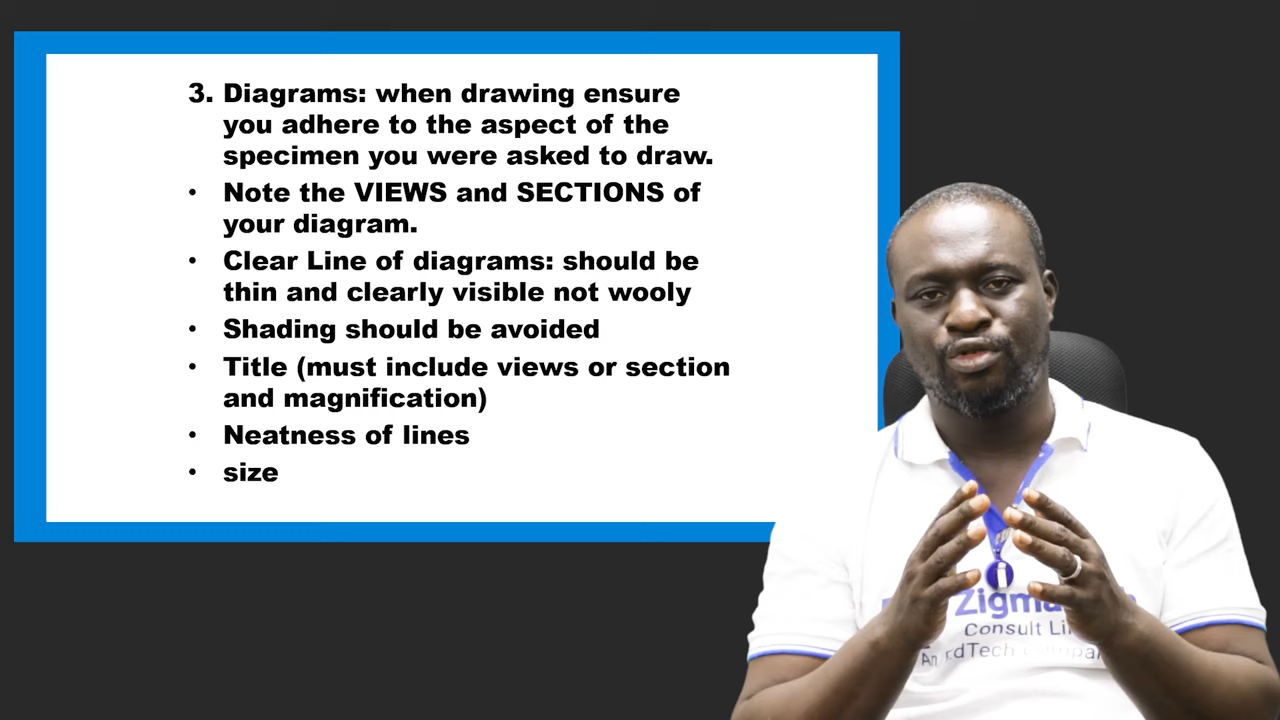 3. Diagrams: when drawing ensure
you adhere to the aspect of the
specimen you were asked to draw.
• Note the VIEWS and SECTIONS of
your diagram.
• Clear Line of diagrams: should be
thin and clearly visible not wooly
• Shading should be avoided
• Title (must include views or section
and magnification)
• Neatness of lines
• size
Consult